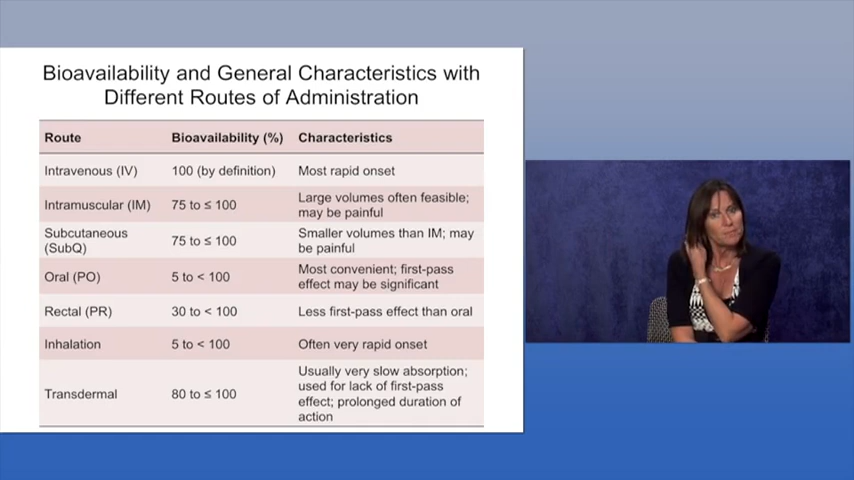 Bioavailability and General Characteristics with
Different Routes of Administration
Route Bioavailability (%) Characteristics
Intravenous (IV) 100 (by definition) Most rapid onset
Intramuscular (IM) 75 to ≤ 100 Large volumes often feasible;
may be painful
Subcutaneous
(SubQ) 75 to ≤ 100 Smaller volumes than IM; may
be painful
Oral (PO) 5 to < 100 Most convenient; first-pass
effect may be significant
Rectal (PR) 30 to < 100 Less first-pass effect than oral
Inhalation 5 to < 100 Often very rapid onset
Transdermal 80 to ≤ 100 Usually very slow absorption;
used for lack of first-pass
effect; prolonged duration of
action